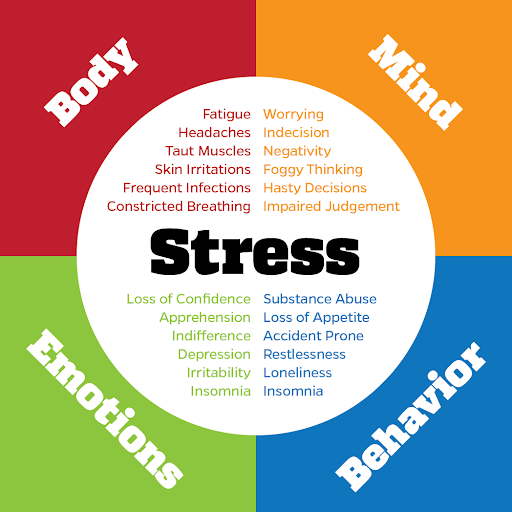 Body
Mind
Fatigue
Headaches
Taut Muscles
Skin Irritations
Frequent Infections
Constricted Breathing
Worrying
Indecision
Negativity
Foggy Thinking
Hasty Decisions
Impaired Judgement
Stress
Loss of Confidence
Apprehension
Indifference
Depression
Irritability
Insomnia
Substance Abuse
Loss of Appetite
Accident Prone
Restlessness
Loneliness
Insomnia
Emotions
Behavior